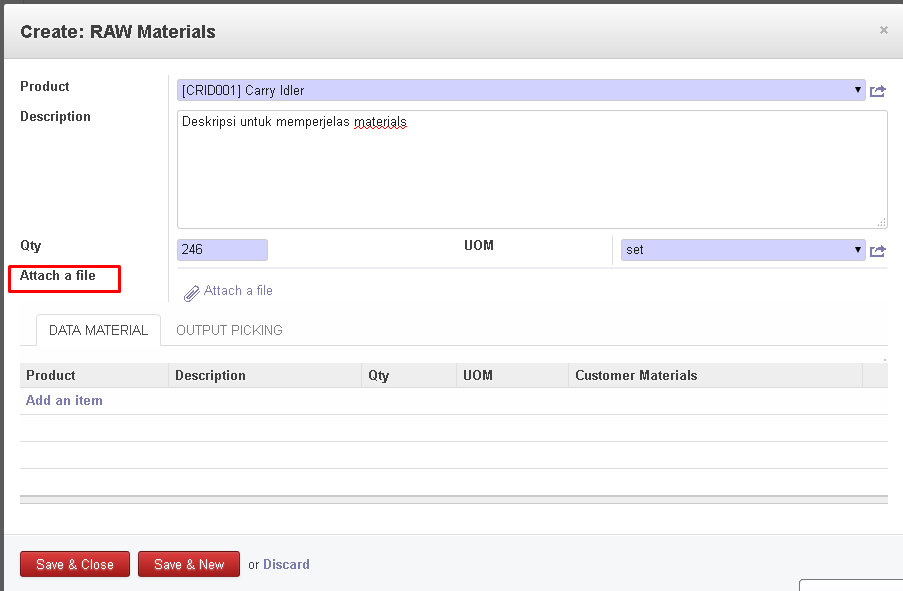 Create: RAW Materials ×
Product [CRID001] Carry Idler
Description Deskripsi untuk memperjelas materials
Qty 246 UOM set
Attach a file Attach a file
DATA MATERIAL OUTPUT PICKING
Product Description Qty UOM Customer Materials
Add an item
Save & Close Save & New or Discard